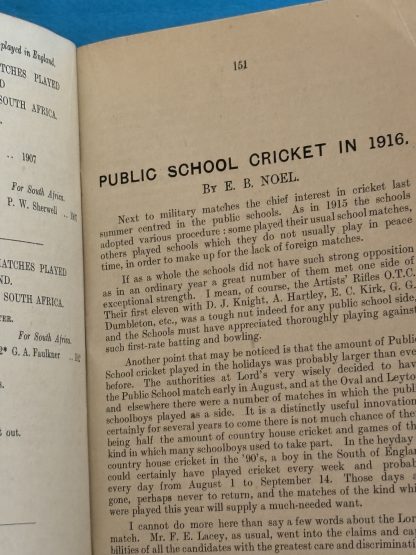 played in England.
TCHES PLAYED
D
SOUTH AFRICA.
.. 1907
For South Africa.
P. W. Sherwell .. 1907
MATCHES PLAYED
ND.
SOUTH AFRICA.
TER.
For South Africa.
2* G. A. Faulkner .. 1912
t out.
151
PUBLIC SCHOOL CRICKET IN 1916.
BY E. B. NOEL.
Next to military matches the chief interest in cricket last
summer centred in the public schools. As in 1915 the schools
adopted various procedure: some played their usual school matches,
others played schools which they do not usually play in peace
time, in order to make up for the lack of foreign matches.
If as a whole the schools did not have such strong opposition
as in an ordinary year a great number of them met one side of
exceptional strength. I mean, of course, the Artists' Rifles O.T.C.
Their first eleven with D. J. Knight, A. Hartley, E. C. Kirk, G. G.
Dumbleton, etc., was a tough nut indeed for any public school side
and the Schools must have appreciated thoroughly playing against
such first-rate batting and bowling.
Another point that may be noticed is that the amount of Public
School cricket played in the holidays was probably larger than ever
before. The authorities at Lord's very wisely decided to have
the Public School match early in August, and at the Oval and Leyto
and elsewhere there were a number of matches in which the publ
schoolboys played as a side. It is a distinctly useful innovation
certainly for several years to come there is not much chance of the
being half the amount of country house cricket and games of th
kind in which many schoolboys used to take part. In the heyday
country house cricket in the '90's, a boy in the South of Engla
could certainly have played cricket every week and probab
every day from August 1 to September 14. Those days a
gone, perhaps never to return, and the matches of the kind whi
were played this year will supply a much-needed want.
I cannot do more here than say a few words about the Lor
match. Mr. F. E. Lacey, as usual, went into the claims and cap
bilities of all the candidates with the greatest care and discriminati